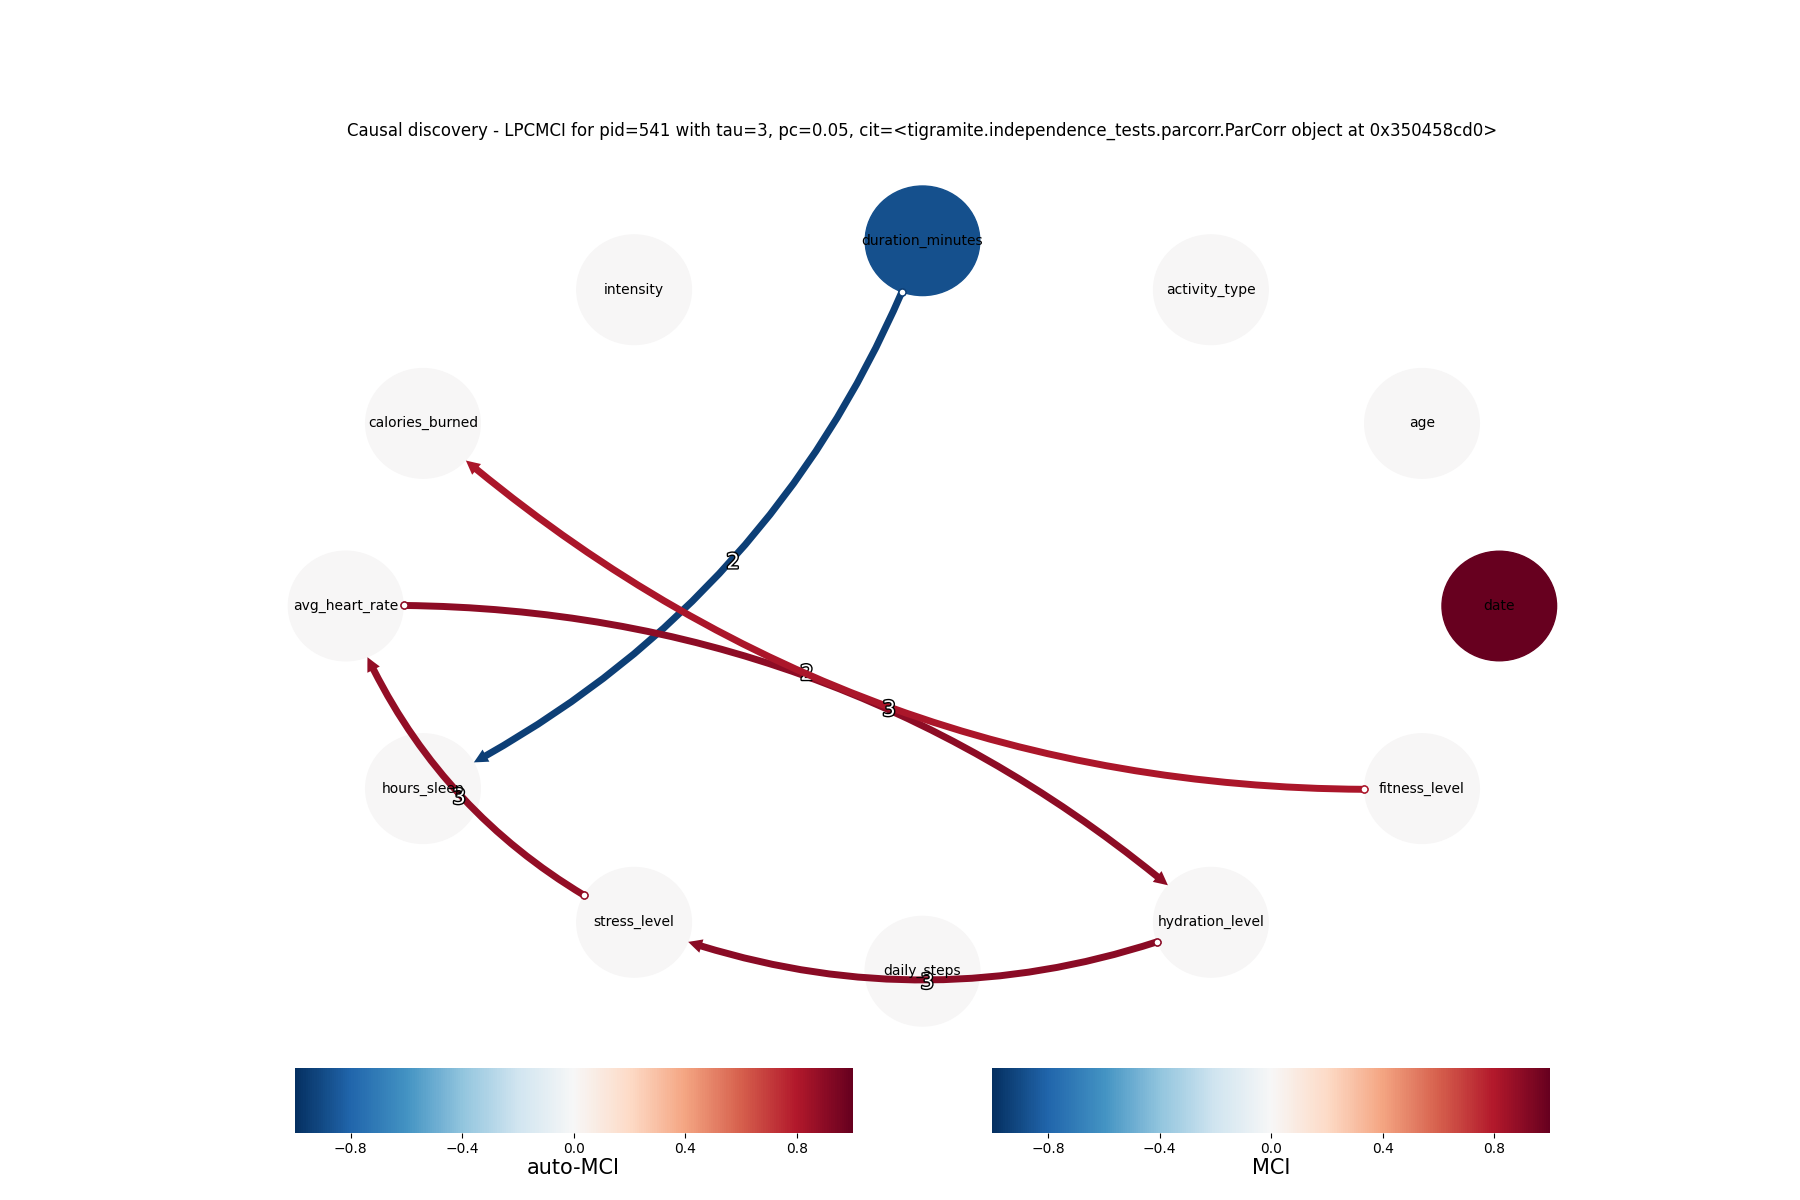 Causal discovery - LPCMCI for pid=541 with tau=3, pc=0.05, cit=<tigramite.independence_tests.parcorr.ParCorr object at 0x350458cd0>
duration_minutes
intensity
activity_type
calories_burned
age
2
avg_heart_rate
date
2
3
hours_sleep
3
fitness_level
stress_level
hydration_level
daily_steps
3
−0.8 −0.4 0.0 0.4 0.8
auto-MCI
−0.8 −0.4 0.0 0.4 0.8
MCI